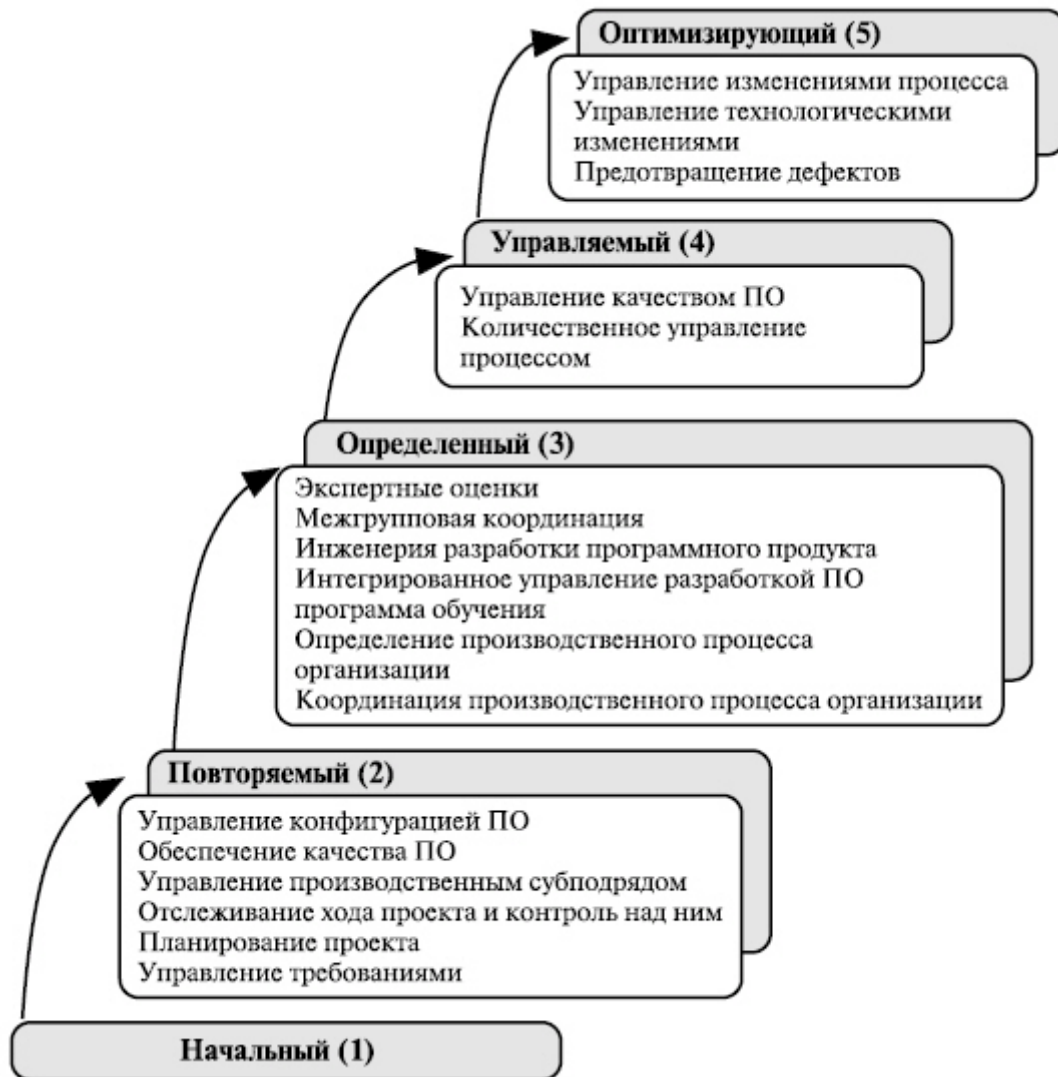 Оптимизирующий (5)
Управление изменениями процесса
Управление технологическими
изменениями
Предотвращение дефектов
Управляемый (4)
Управление качеством ПО
Количественное управление
процессом
Определенный (3)
Экспертные оценки
Межгрупповая координация
Инженерия разработки программного продукта
Интегрированное управление разработкой ПО
программа обучения
Определение производственного процесса
организации
Координация производственного процесса организации
Повторяемый (2)
Управление конфигурацией ПО
Обеспечение качества ПО
Управление производственным субподрядом
Отслеживание хода проекта и контроль над ним
Планирование проекта
Управление требованиями
Начальный (1)